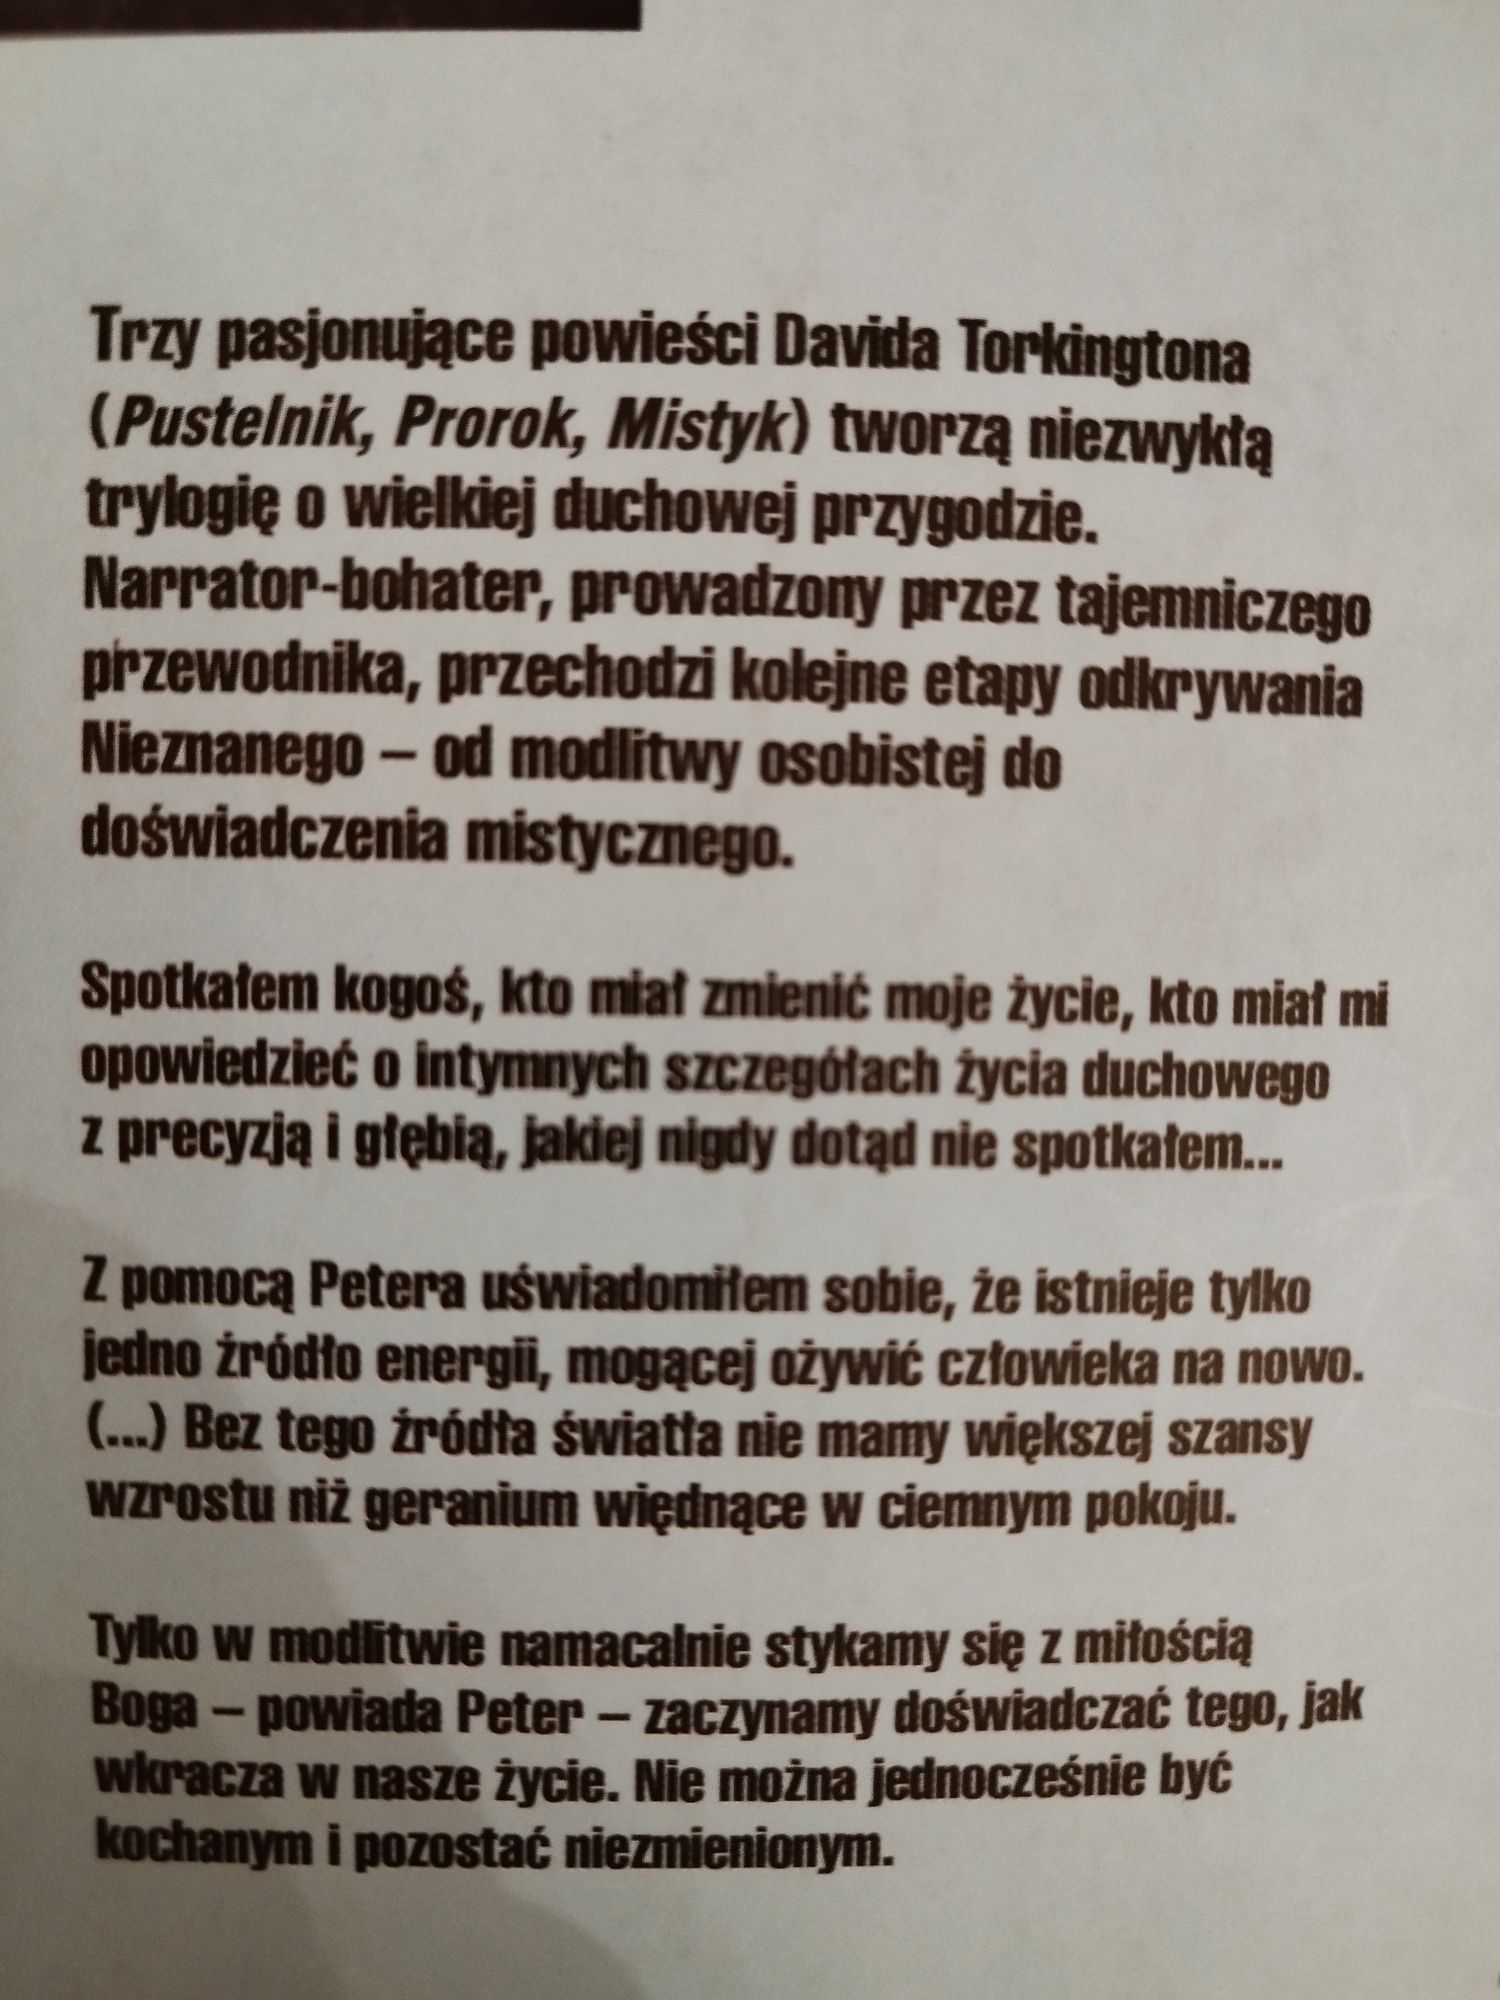 Trzy pasjonujące powieści Davida Torkingtona
(Pustelnik, Prorok, Mistyk) tworzą niezwykłą
trylogię o wielkiej duchowej przygodzie.
Narrator-bohater, prowadzony przez tajemniczego
przewodnika, przechodzi kolejne etapy odkrywania
Nieznanego – od modlitwy osobistej do
doświadczenia mistycznego.
Spotkałem kogoś, kto miał zmienić moje życie, kto miał mi
opowiedzieć o intymnych szczegółach życia duchowego
z precyzją i głębią, jakiej nigdy dotąd nie spotkałem...
Z pomocą Petera uświadomiłem sobie, że istnieje tylko
jedno źródło energii, mogącej ożywić człowieka na nowo.
(...) Bez tego źródła światła nie mamy większej szansy
wzrostu niż geranium więdnące w ciemnym pokoju.
Tylko w modlitwie namacalnie stykamy się z miłością
Boga – powiada Peter – zaczynamy doświadczać tego, jak
wkracza w nasze życie. Nie można jednocześnie być
kochanym i pozostać niezmienionym.